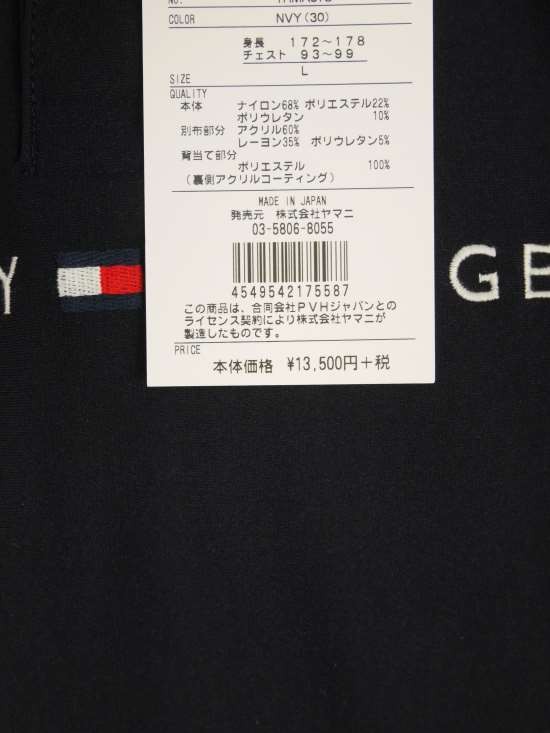 NO.
COLOR NVY(30)
身長 172～178
チェスト 93～99
SIZE L
QUALITY
本体 ナイロン68% ポリエステル22%
ポリウレタン 10%
別布部分 アクリル60%
レーヨン35% ポリウレタン5%
背当て部分
ポリエステル 100%
(裏側アクリルコーティング)
MADE IN JAPAN
発売元 株式会社ヤマニ
03-5806-8055
4549542175587
この商品は、合同会社PVHジャパンとの
ライセンス契約により株式会社ヤマニが
製造したものです。
PRICE
本体価格 ¥13,500円+税
Y GE